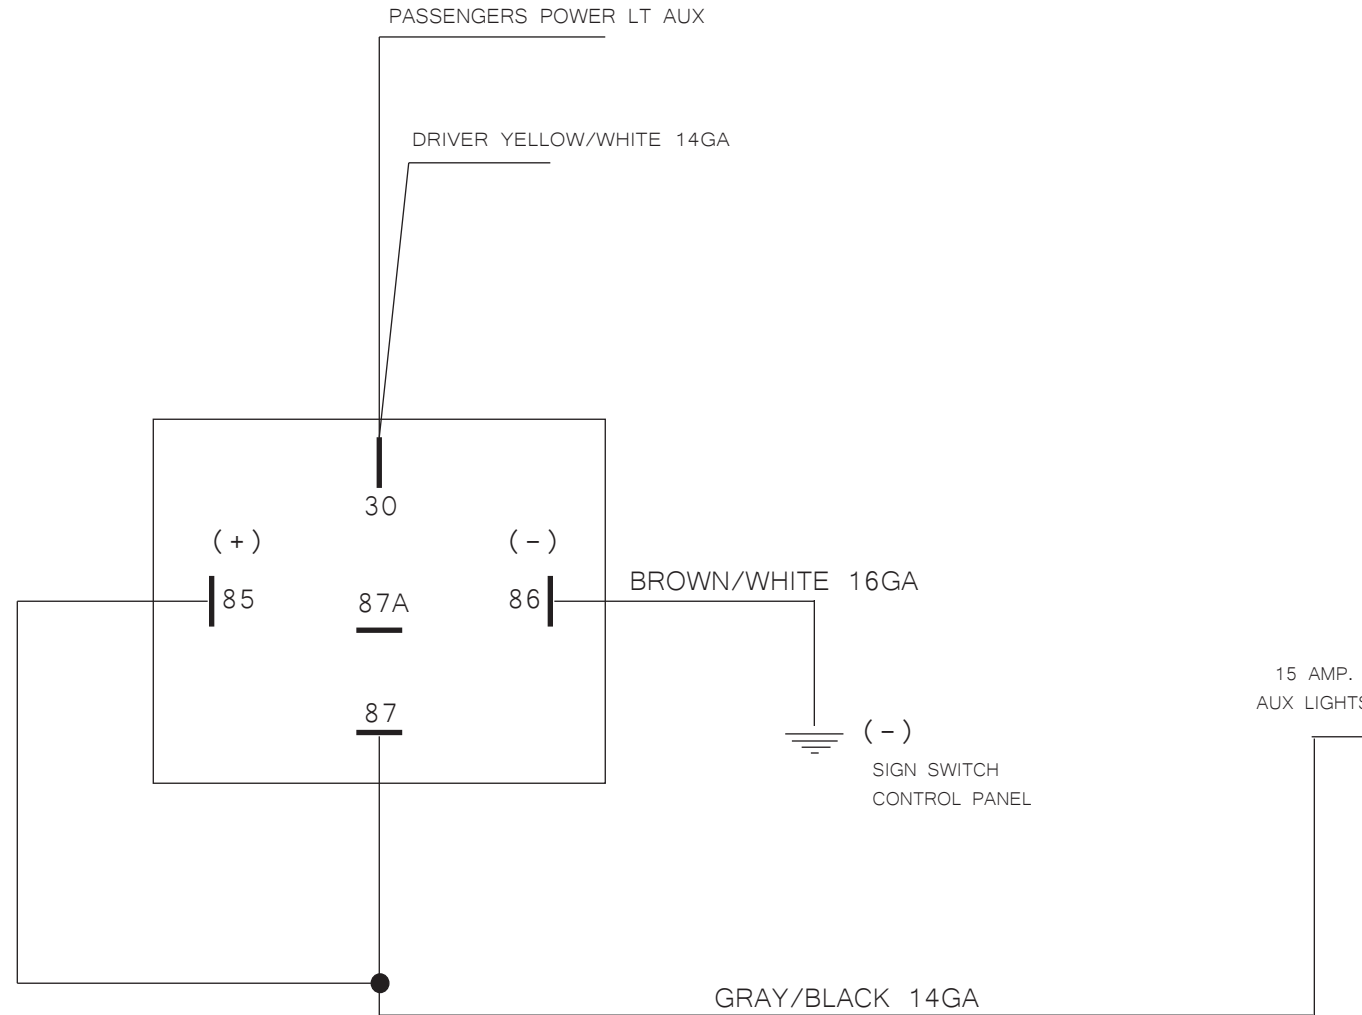 PASSENGERS POWER LT AUX
DRIVER YELLOW/WHITE 14GA
30
(+)
(-)
85
87A
86
BROWN/WHITE 16GA
87
(-)
SIGN SWITCH
CONTROL PANEL
15 AMP.
AUX LIGHTS
GRAY/BLACK 14GA